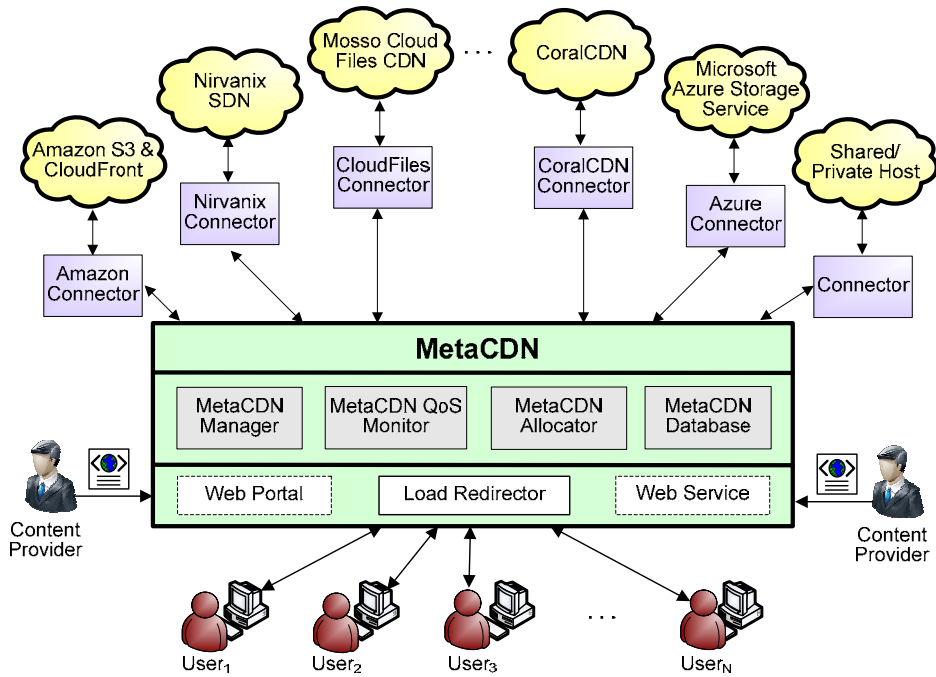 Mosso Cloud
Files CDN
. . .
CoralCDN
Nirvanix
SDN
Microsoft
Azure Storage
Service
Amazon S3 &
CloudFront
Shared/
Private Host
CloudFiles
Connector
CoralCDN
Connector
Nirvanix
Connector
Azure
Connector
Amazon
Connector
Connector
MetaCDN
MetaCDN
Manager
MetaCDN QoS
Monitor
MetaCDN
Allocator
MetaCDN
Database
Web Portal
Load Redirector
Web Service
Content
Provider
Content
Provider
User1
User2
User3
. . .
UserN